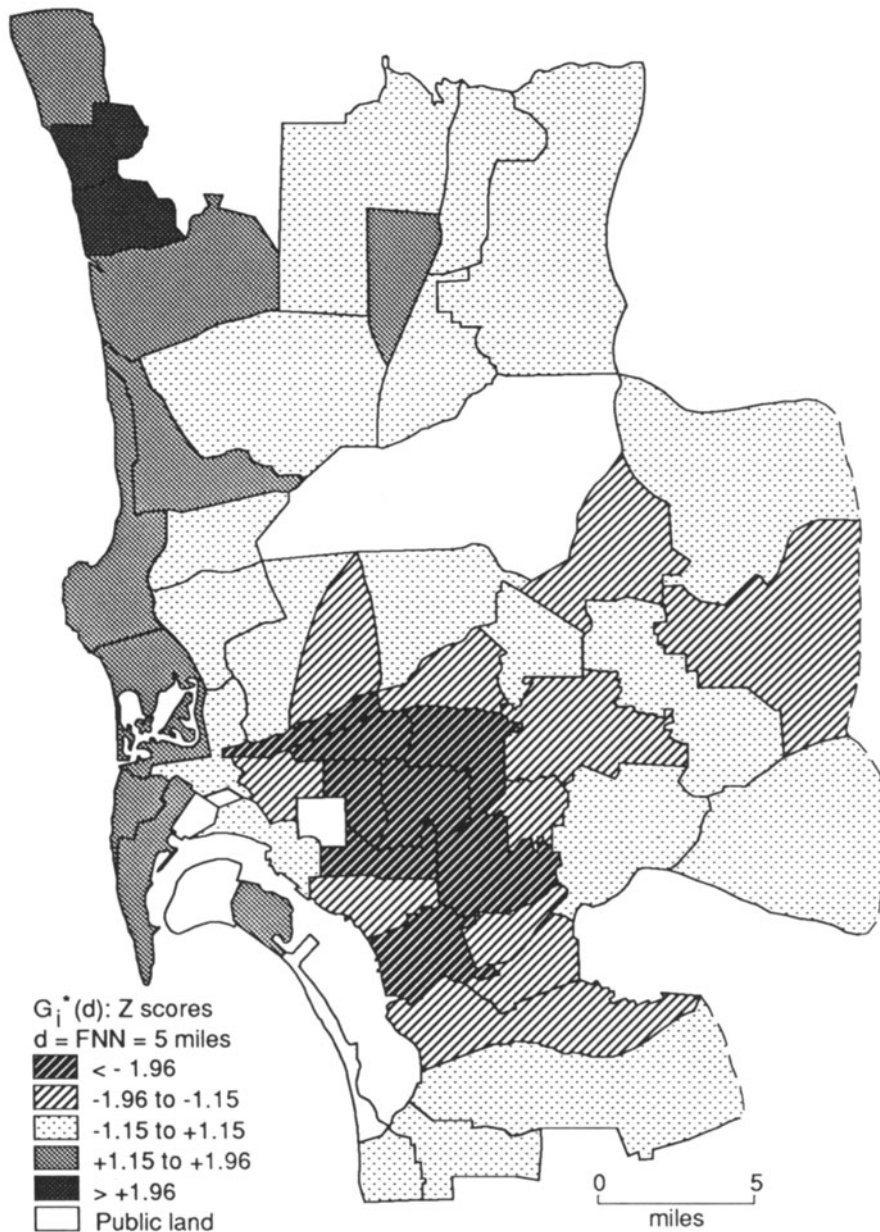 G_i^*(d): Z scores
d = FNN = 5 miles
< - 1.96
-1.96 to -1.15
-1.15 to +1.15
+1.15 to +1.96
> +1.96
Public land
0 5
miles